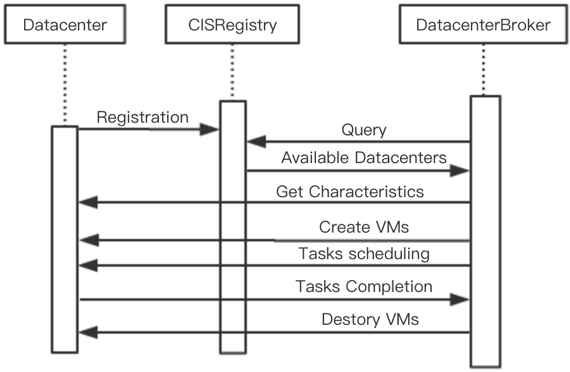 Datacenter
CISRegistry
DatacenterBroker
Registration
Query
Available Datacenters
Get Characteristics
Create VMs
Tasks scheduling
Tasks Completion
Destory VMs